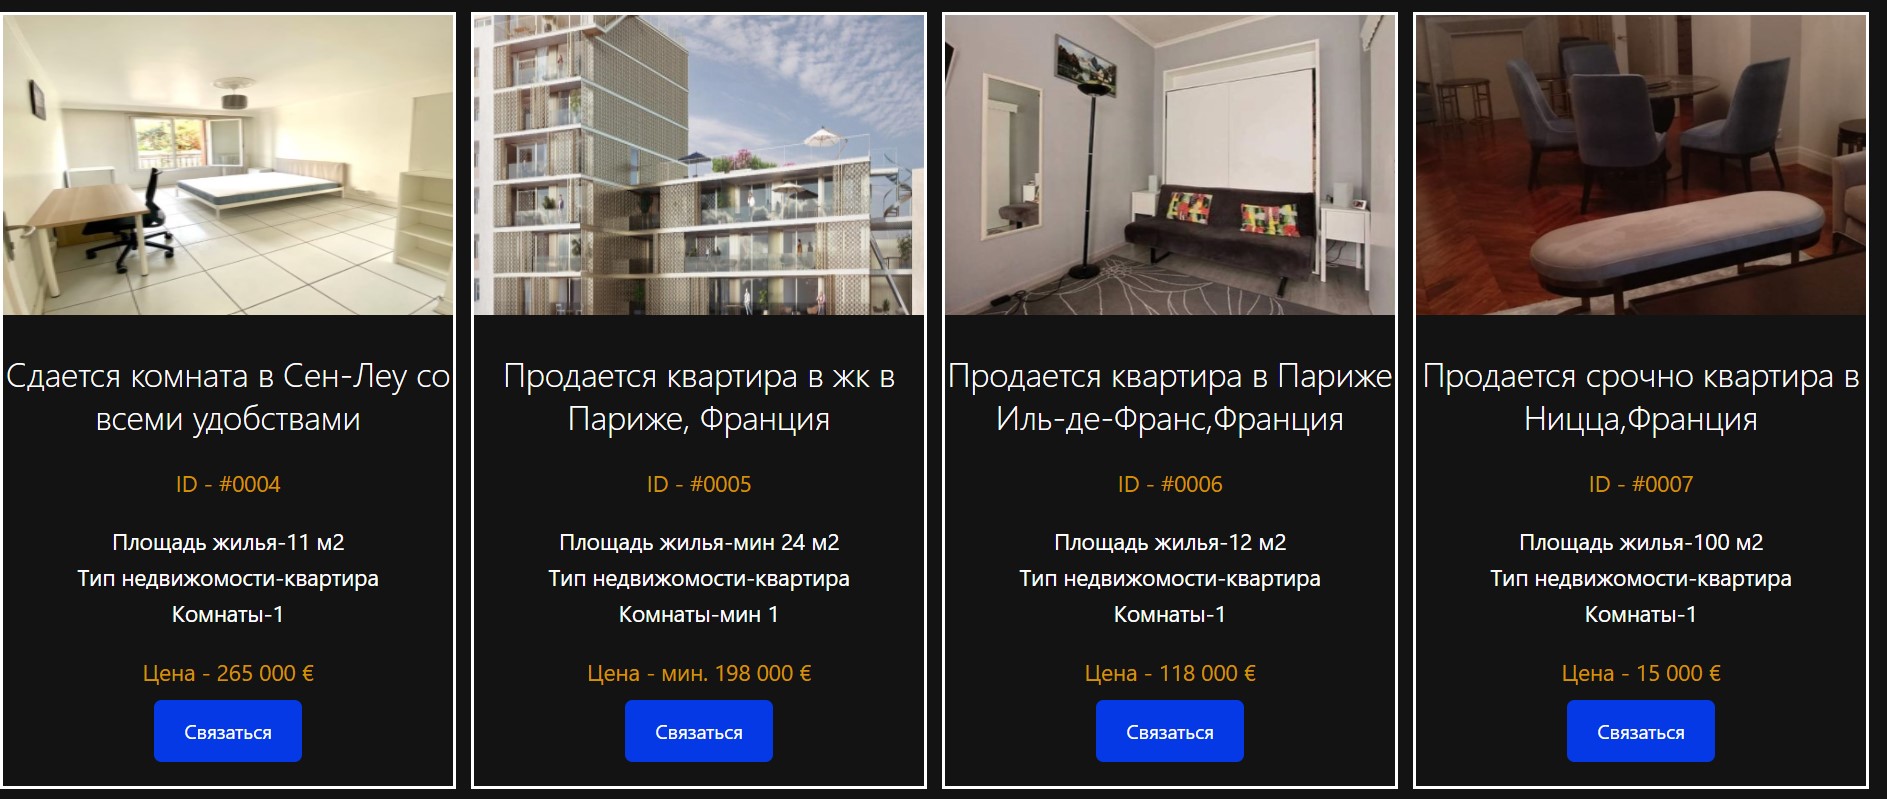 Сдается комната в Сен-Леу со
всеми удобствами
ID - #0004
Площадь жилья-11 м2
Тип недвижимости-квартира
Комнаты-1
Цена - 265 000 €
Связаться
Продается квартира в жк в
Париже, Франция
ID - #0005
Площадь жилья-мин 24 м2
Тип недвижимости-квартира
Комнаты-мин 1
Цена - мин. 198 000 €
Связаться
Продается квартира в Париже
Иль-де-Франс,Франция
ID - #0006
Площадь жилья-12 м2
Тип недвижимости-квартира
Комнаты-1
Цена - 118 000 €
Связаться
Продается срочно квартира в
Ницца,Франция
ID - #0007
Площадь жилья-100 м2
Тип недвижимости-квартира
Комнаты-1
Цена - 15 000 €
Связаться